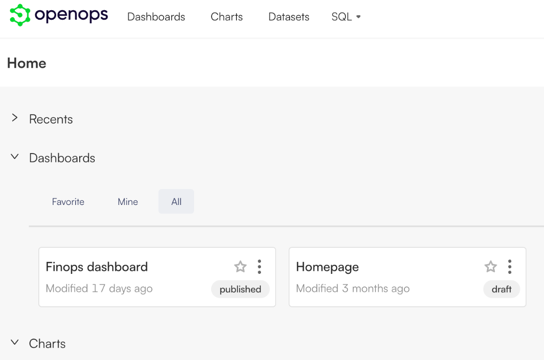 openops Dashboards Charts Datasets SQL
Home
Recents
Dashboards
Favorite Mine All
Finops dashboard
Modified 17 days ago published
Homepage
Modified 3 months ago draft
Charts